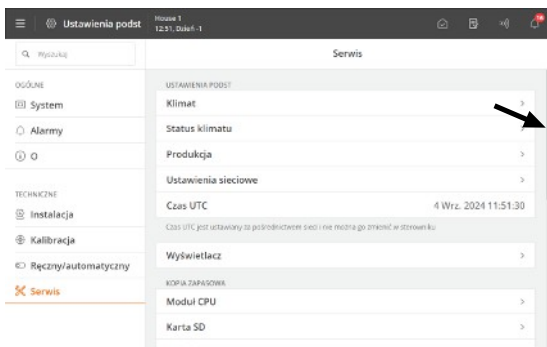 Ustawienia podst
House 1
12:51, Dzień -1
Wyszukaj
Serwis
OGÓLNE
System
Alarmy
O
TECHNICZNE
Instalacja
Kalibracja
Ręczny/automatyczny
Serwis
USTAWIENIA PODST
Klimat
Status klimatu
Produkcja
Ustawienia sieciowe
Czas UTC 4 Wrz. 2024 11:51:30
Czas UTC jest ustawiany za pośrednictwem sieci i nie można go zmienić w sterowniku
Wyświetlacz
KOPIA ZAPASOWA
Moduł CPU
Karta SD